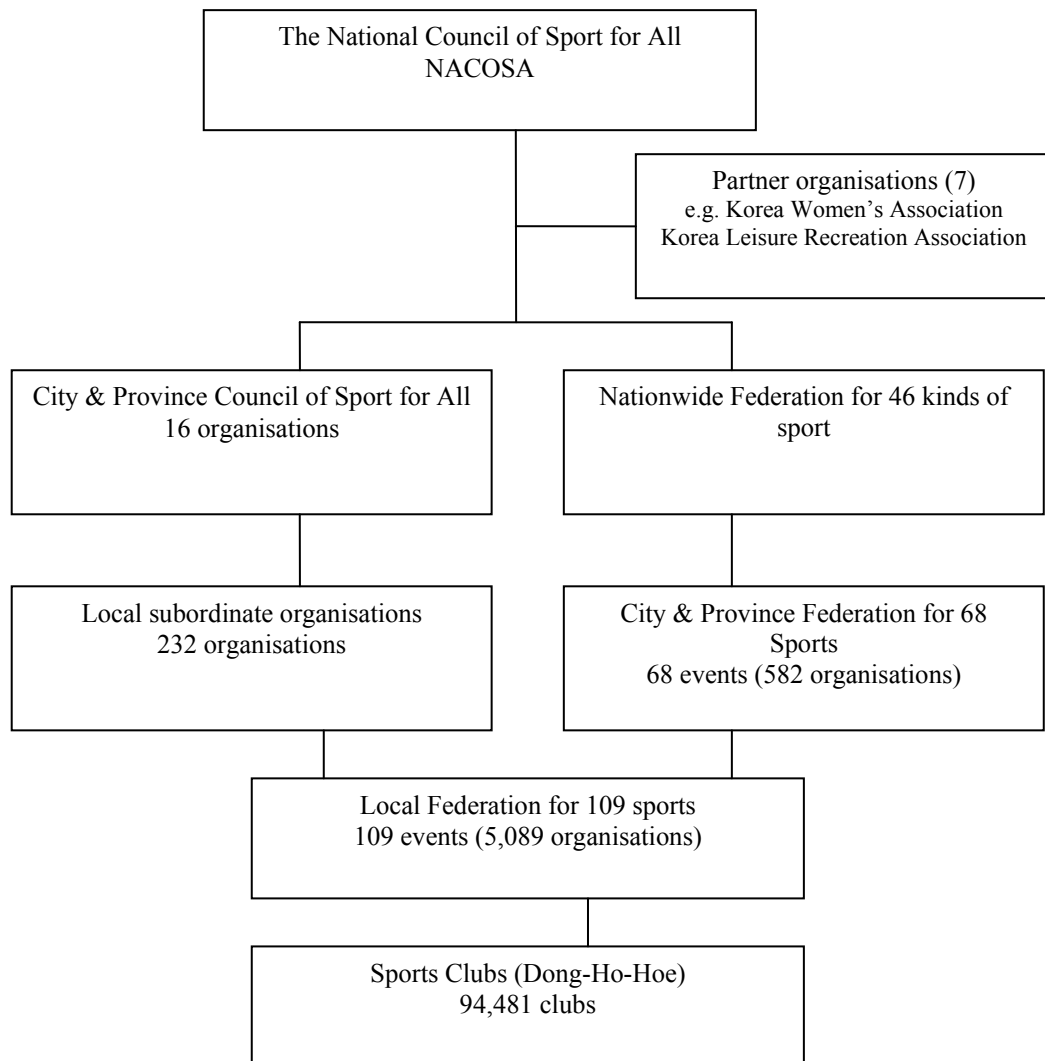 The National Council of Sport for All
NACOSA
Partner organisations (7)
e.g. Korea Women's Association
Korea Leisure Recreation Association
City & Province Council of Sport for All
16 organisations
Nationwide Federation for 46 kinds of
sport
Local subordinate organisations
232 organisations
City & Province Federation for 68
Sports
68 events (582 organisations)
Local Federation for 109 sports
109 events (5,089 organisations)
Sports Clubs (Dong-Ho-Hoe)
94,481 clubs